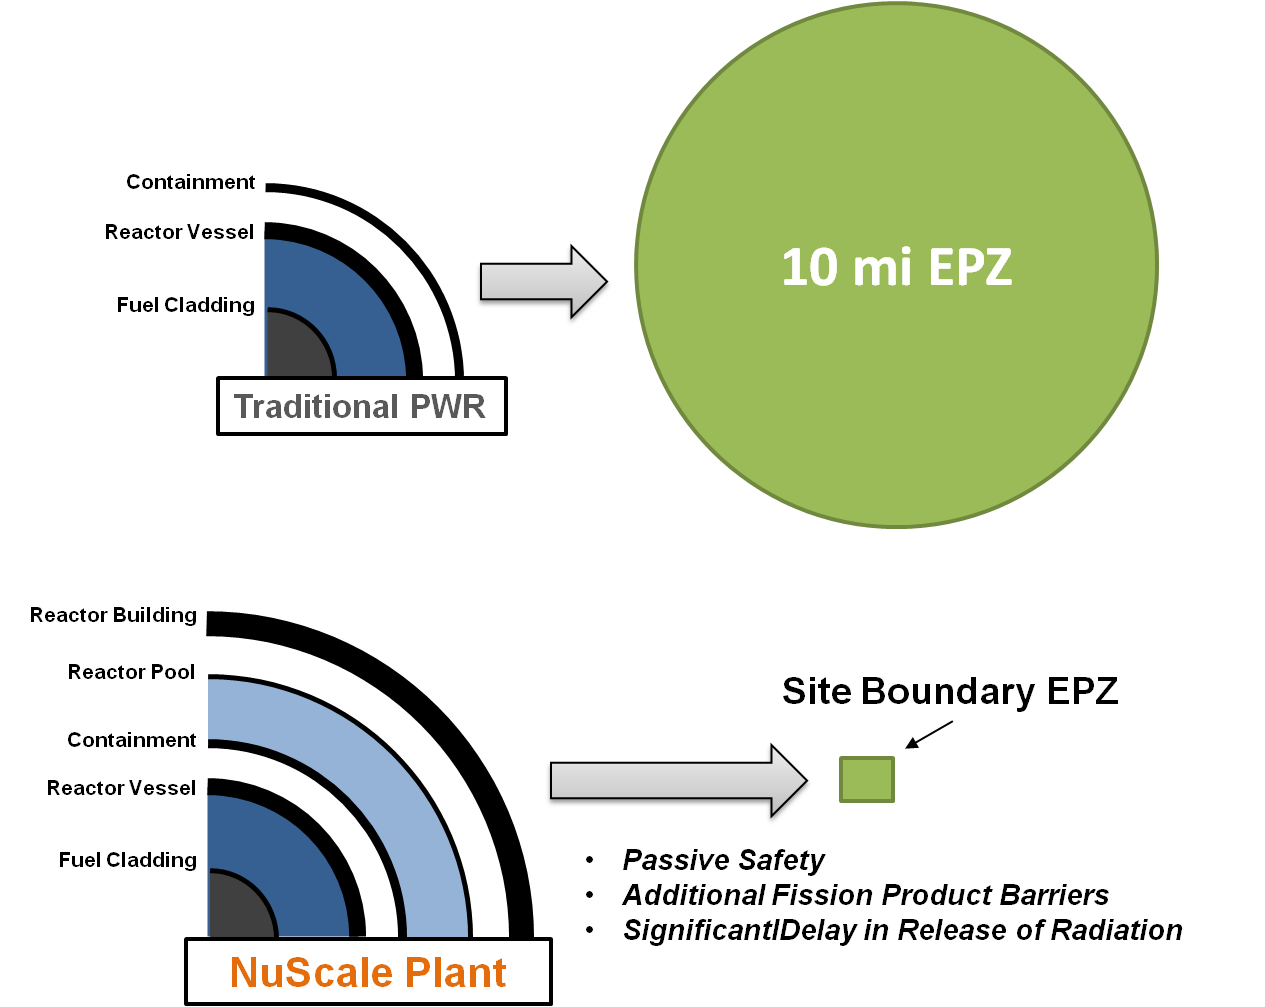 Containment
Reactor Vessel
Fuel Cladding
Traditional PWR
10 mi EPZ
Reactor Building
Reactor Pool
Containment
Reactor Vessel
Fuel Cladding
NuScale Plant
Site Boundary EPZ
• Passive Safety
• Additional Fission Product Barriers
• SignificantlDelay in Release of Radiation